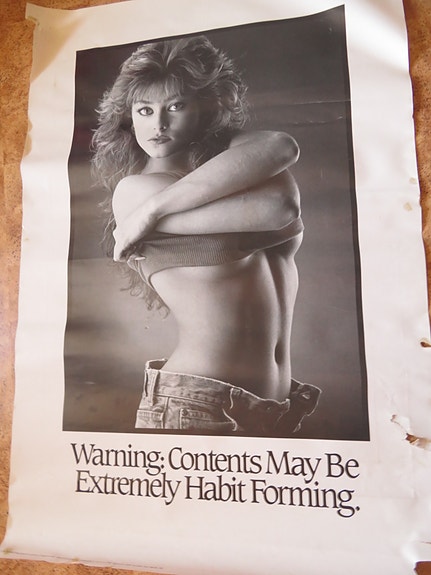 Warning: Contents May Be
Extremely Habit Forming.